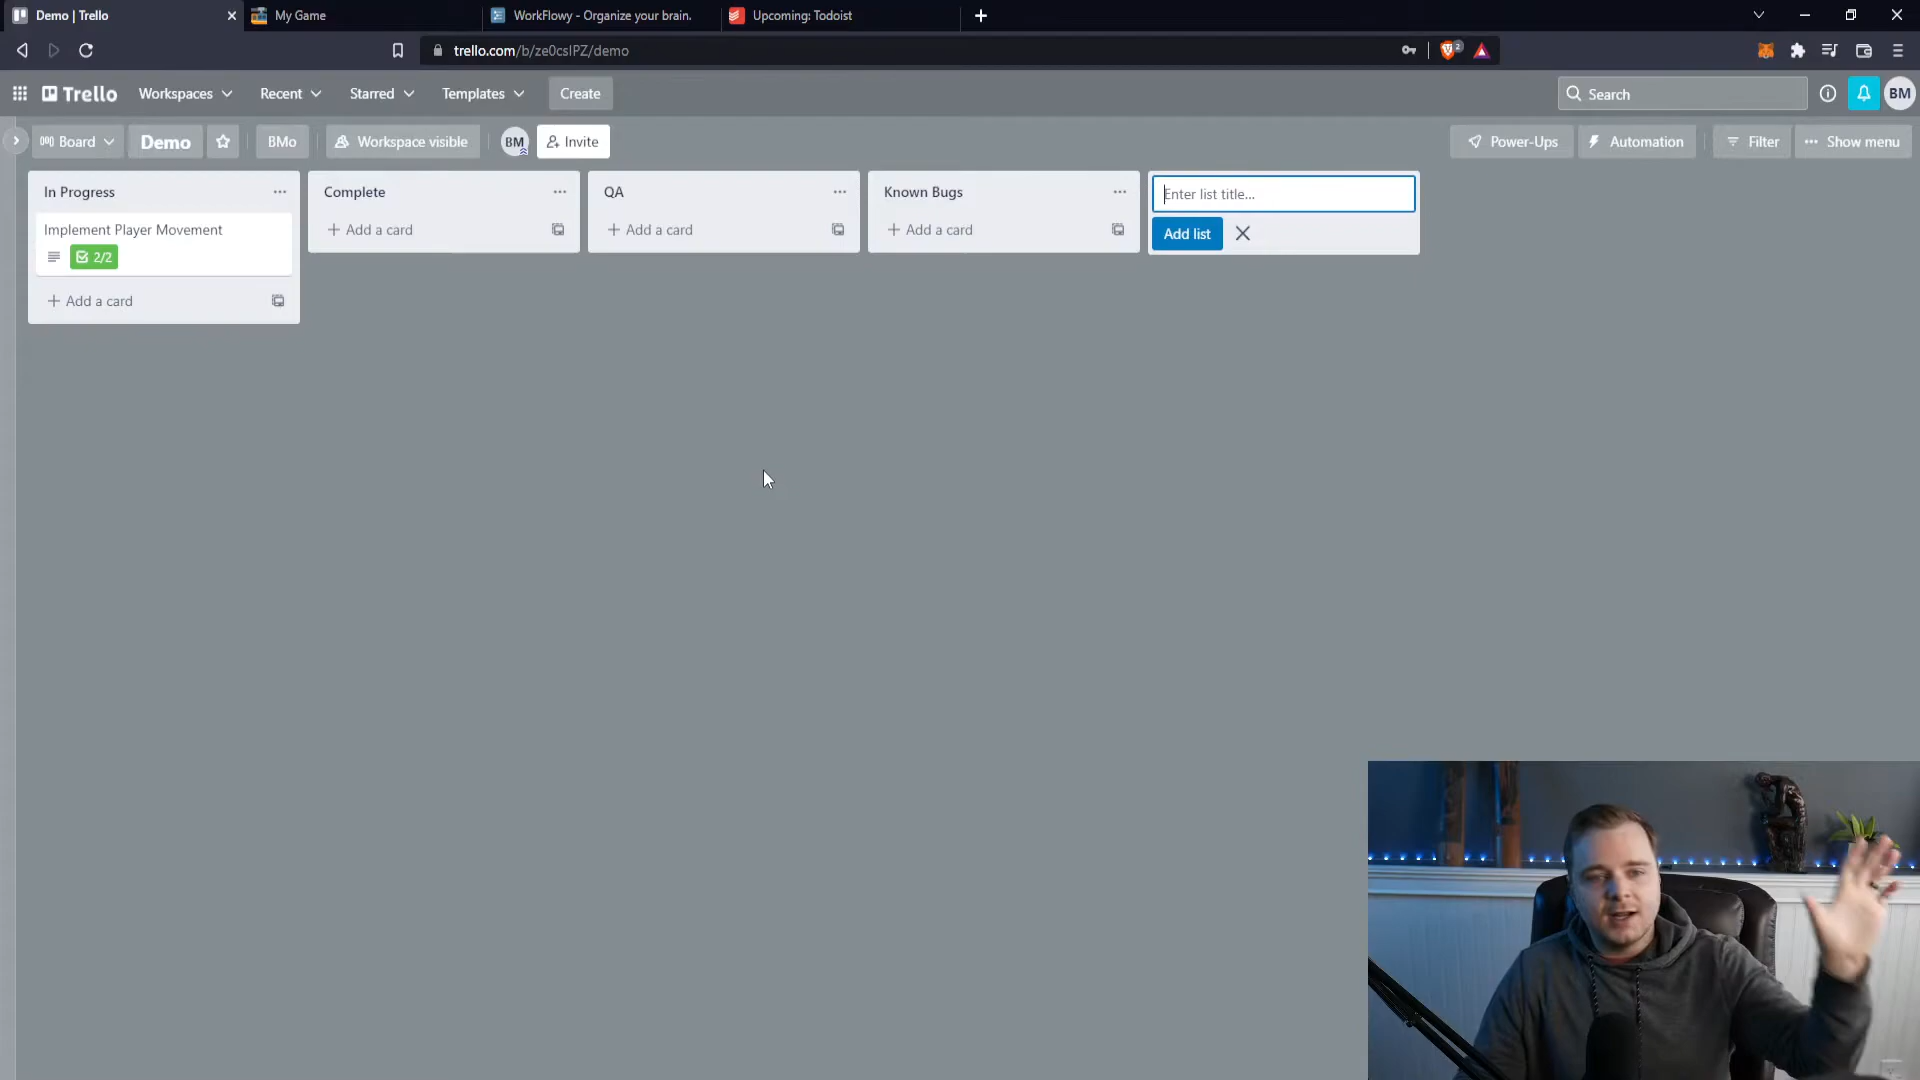 Demo | Trello
My Game
WorkFlowy - Organize your brain.
Upcoming: Todoist
trello.com/b/ze0csIPZ/demo
2
Trello
Workspaces
Recent
Starred
Templates
Create
Search
BM
Board
Demo
BMo
Workspace visible
BM
Invite
Power-Ups
Automation
Filter
Show menu
In Progress
Implement Player Movement
2/2
+ Add a card
Complete
+ Add a card
QA
+ Add a card
Known Bugs
+ Add a card
Enter list title...
Add list